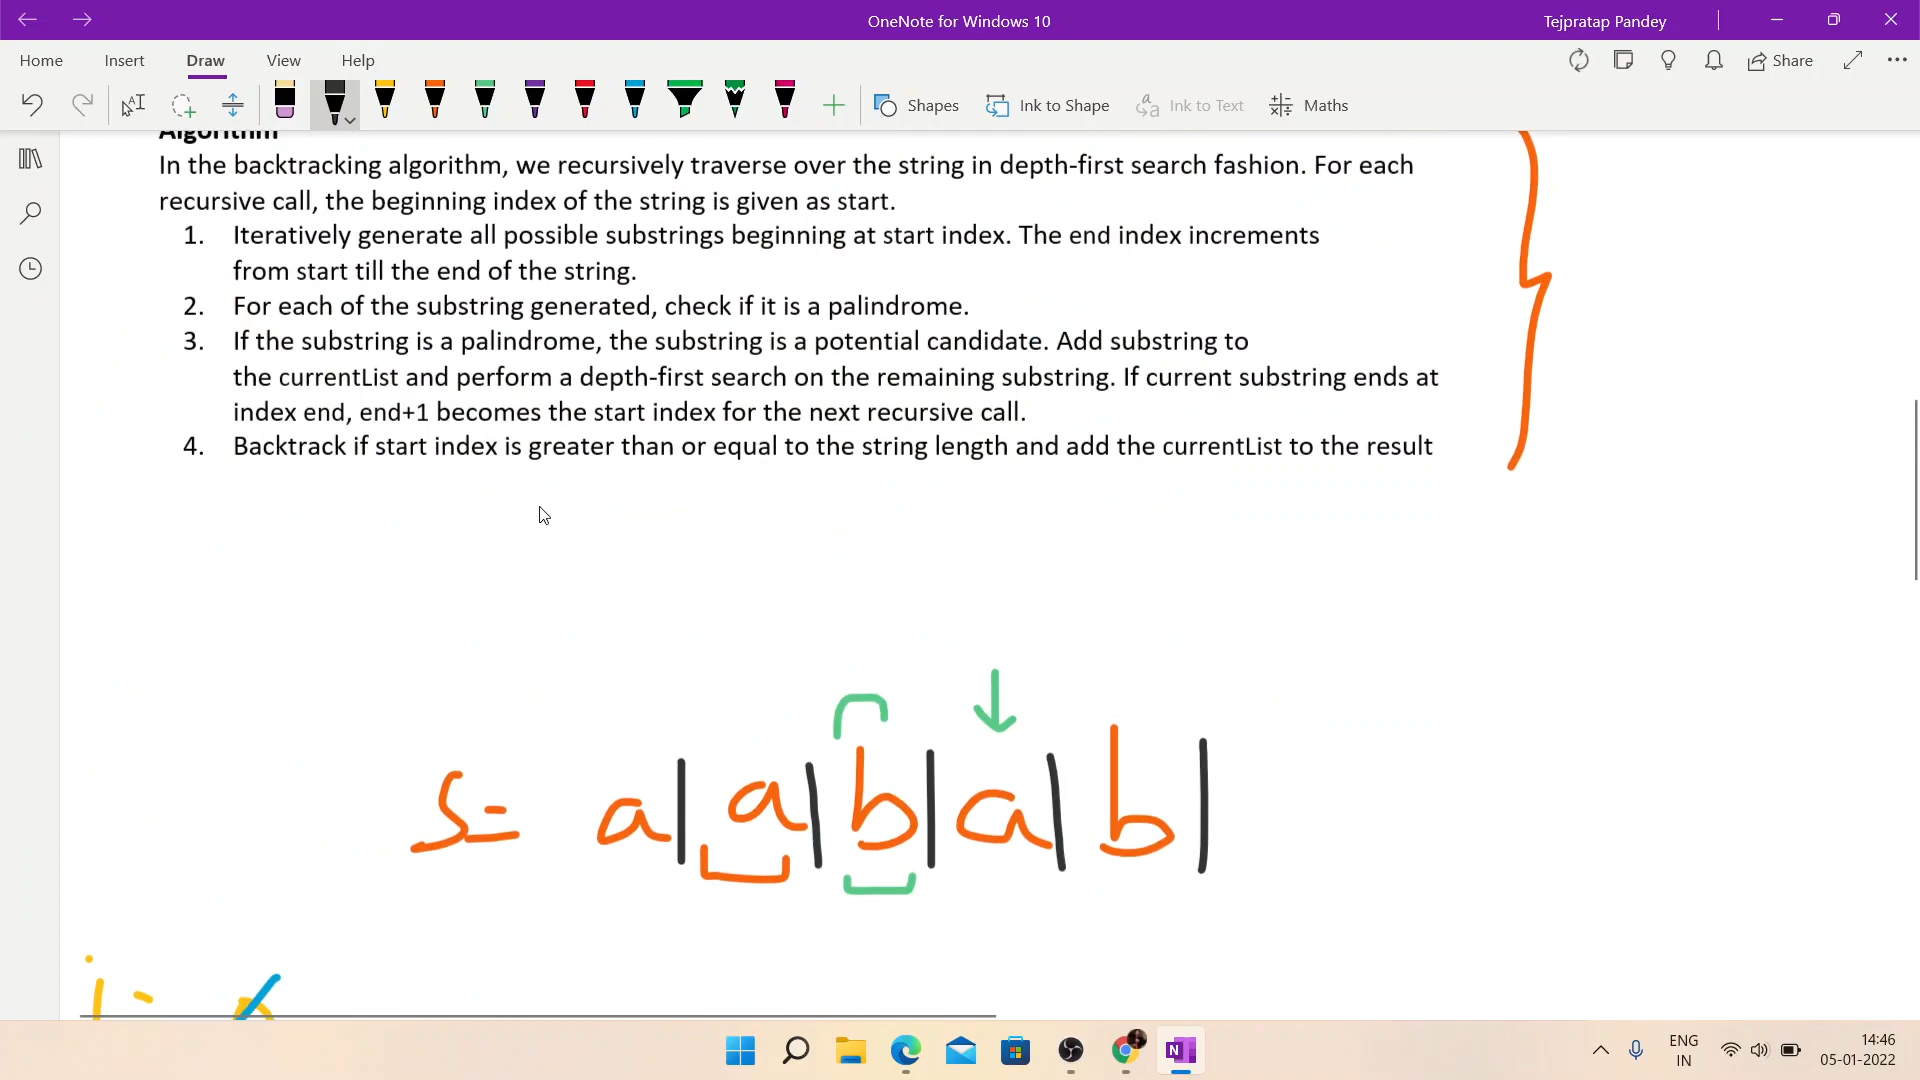 OneNote for Windows 10
Tejpratap Pandey
Home Insert Draw View Help
Share
Shapes
Ink to Shape
Ink to Text
Maths
Algorithm
In the backtracking algorithm, we recursively traverse over the string in depth-first search fashion. For each
recursive call, the beginning index of the string is given as start.
1. Iteratively generate all possible substrings beginning at start index. The end index increments
from start till the end of the string.
2. For each of the substring generated, check if it is a palindrome.
3. If the substring is a palindrome, the substring is a potential candidate. Add substring to
the currentList and perform a depth-first search on the remaining substring. If current substring ends at
index end, end+1 becomes the start index for the next recursive call.
4. Backtrack if start index is greater than or equal to the string length and add the currentList to the result
S= a| a| b| a| b|
ENG
IN
14:46
05-01-2022